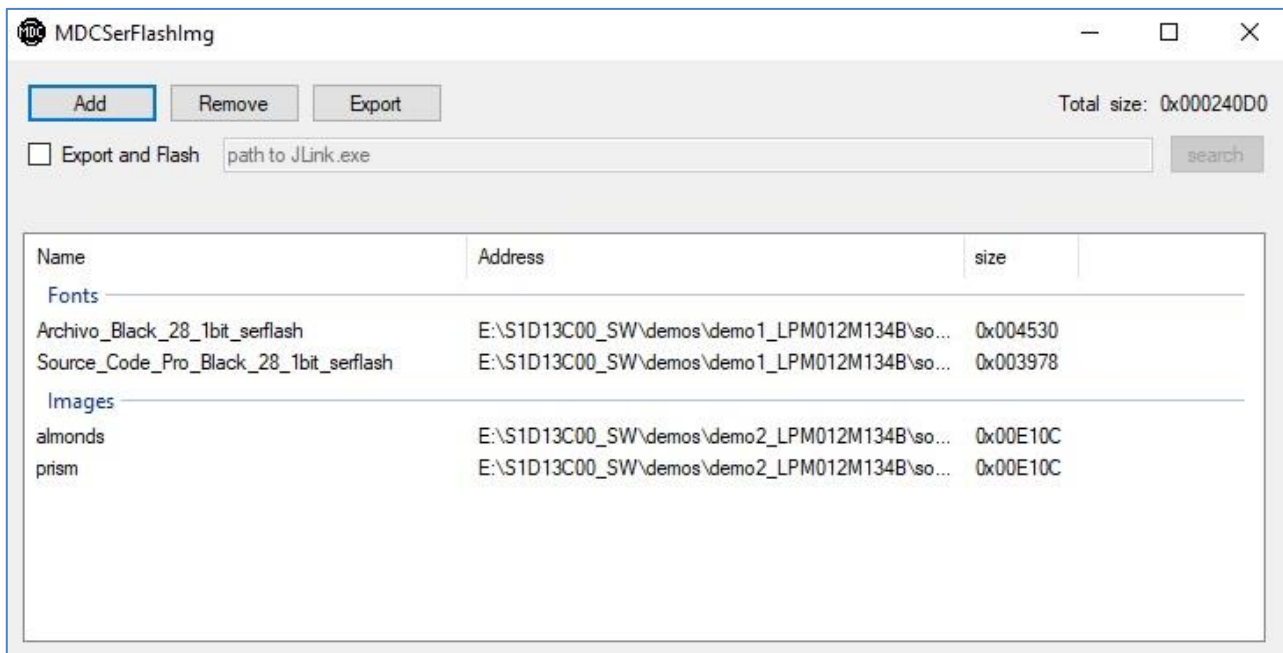 MDC MDCSerFlashImg
Add Remove Export Total size: 0x000240D0
Export and Flash path to JLink.exe search
Name Address size
Fonts
Archivo_Black_28_1bit_serflash E:\S1D13C00_SW\demos\demo1_LPM012M134B\so... 0x004530
Source_Code_Pro_Black_28_1bit_serflash E:\S1D13C00_SW\demos\demo1_LPM012M134B\so... 0x003978
Images
almonds E:\S1D13C00_SW\demos\demo2_LPM012M134B\so... 0x00E10C
prism E:\S1D13C00_SW\demos\demo2_LPM012M134B\so... 0x00E10C